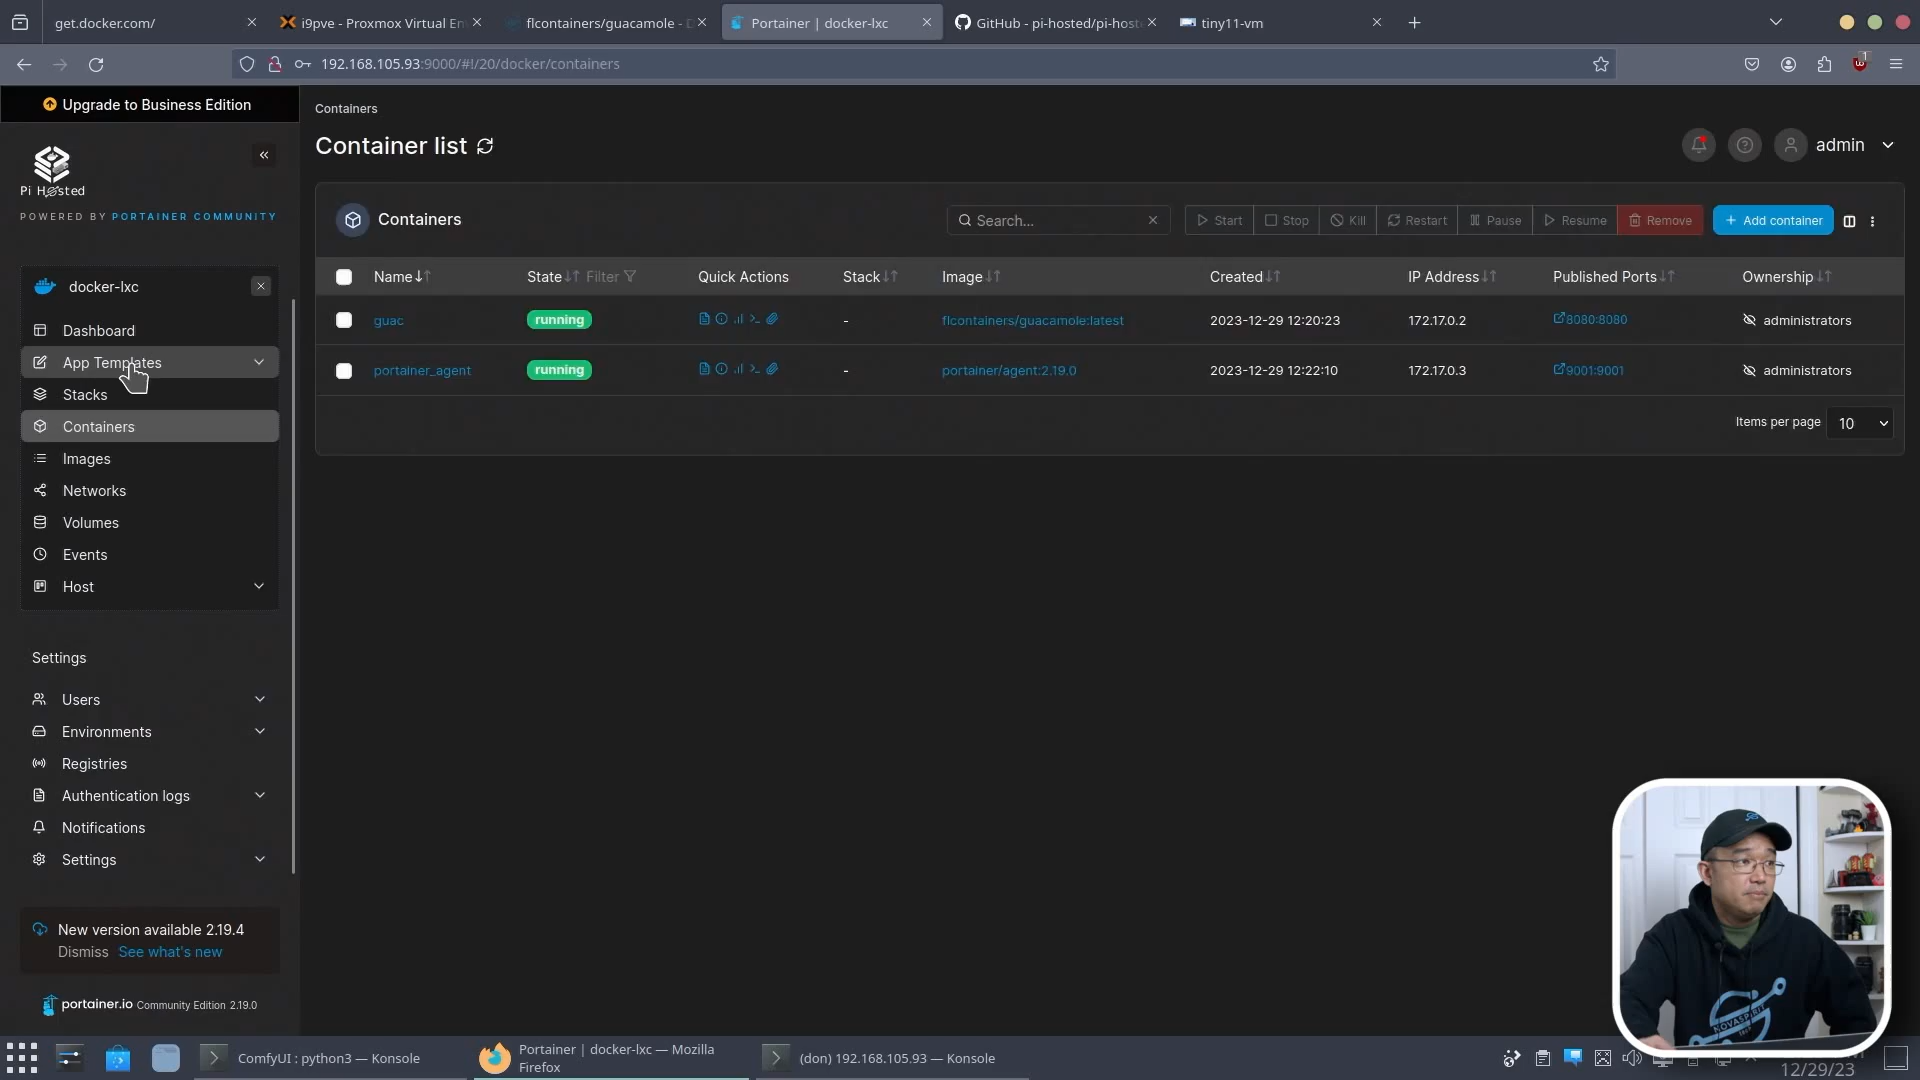 get.docker.com/
i9pve - Proxmox Virtual En
flcontainers/guacamole - D
Portainer | docker-lxc
GitHub - pi-hosted/pi-host
tiny11-vm
192.168.105.93:9000/#!/20/docker/containers
1
Upgrade to Business Edition
Pi Hosted
POWERED BY PORTAINER COMMUNITY
docker-lxc
Dashboard
App Templates
Stacks
Containers
Images
Networks
Volumes
Events
Host
Settings
Users
Environments
Registries
Authentication logs
Notifications
Settings
New version available 2.19.4
Dismiss See what's new
portainer.io Community Edition 2.19.0
Containers
Container list
admin
Containers
Search...
Start
Stop
Kill
Restart
Pause
Resume
Remove
+ Add container
Name State Filter Quick Actions Stack Image Created IP Address Published Ports Ownership
guac running - flcontainers/guacamole:latest 2023-12-29 12:20:23 172.17.0.2 8080:8080 administrators
portainer_agent running - portainer/agent:2.19.0 2023-12-29 12:22:10 172.17.0.3 9001:9001 administrators
Items per page 10
NOVASPIRIT
ComfyUI : python3 — Konsole
Portainer | docker-lxc — Mozilla
Firefox
(don) 192.168.105.93 — Konsole
12/29/23